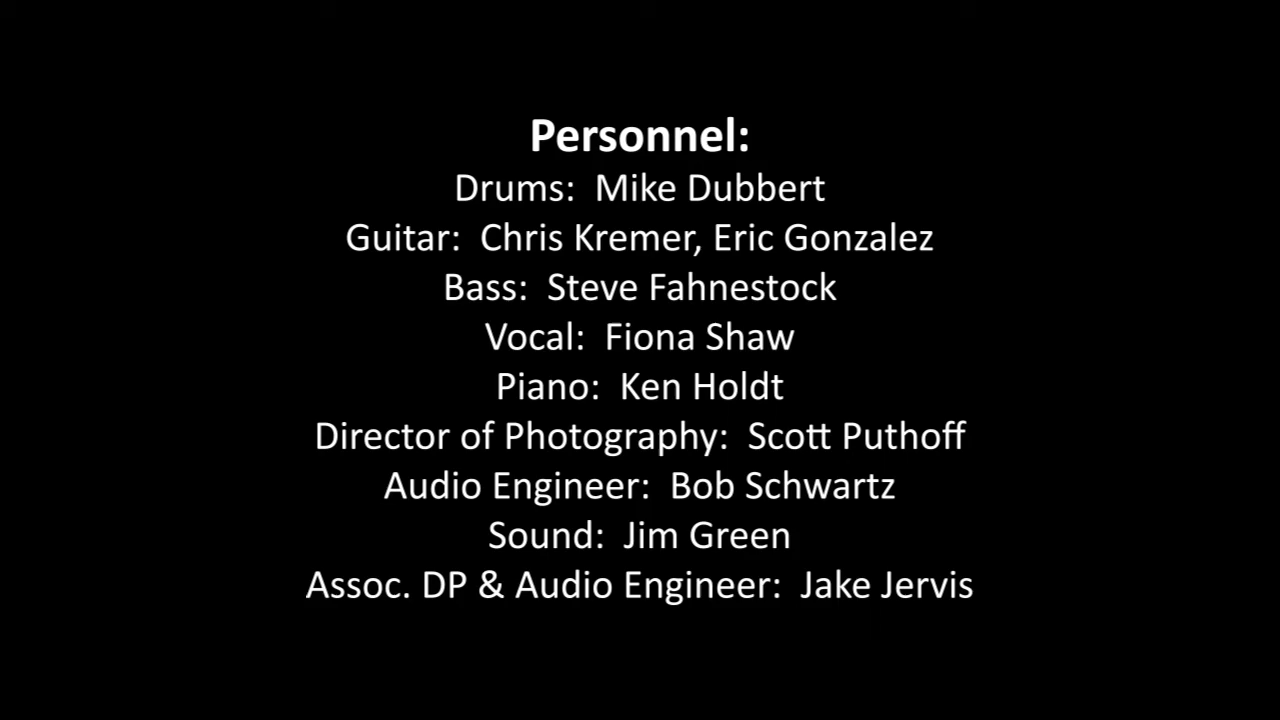 Personnel:
Drums:  Mike Dubbert
Guitar:  Chris Kremer, Eric Gonzalez
Bass:  Steve Fahnestock
Vocal:  Fiona Shaw
Piano:  Ken Holdt
Director of Photography:  Scott Puthoff
Audio Engineer:  Bob Schwartz
Sound:  Jim Green
Assoc. DP & Audio Engineer:  Jake Jervis